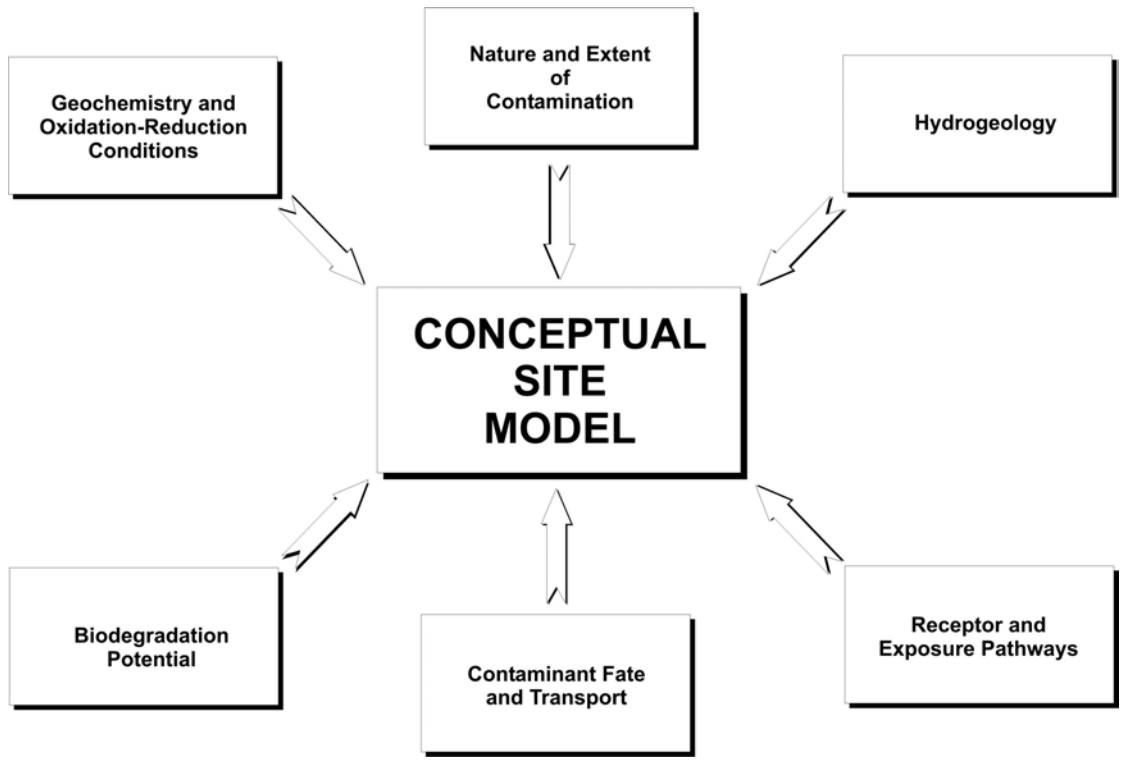 Nature and Extent
of
Contamination
Geochemistry and
Oxidation-Reduction
Conditions
Hydrogeology
CONCEPTUAL
SITE
MODEL
Biodegradation
Potential
Contaminant Fate
and Transport
Receptor and
Exposure Pathways